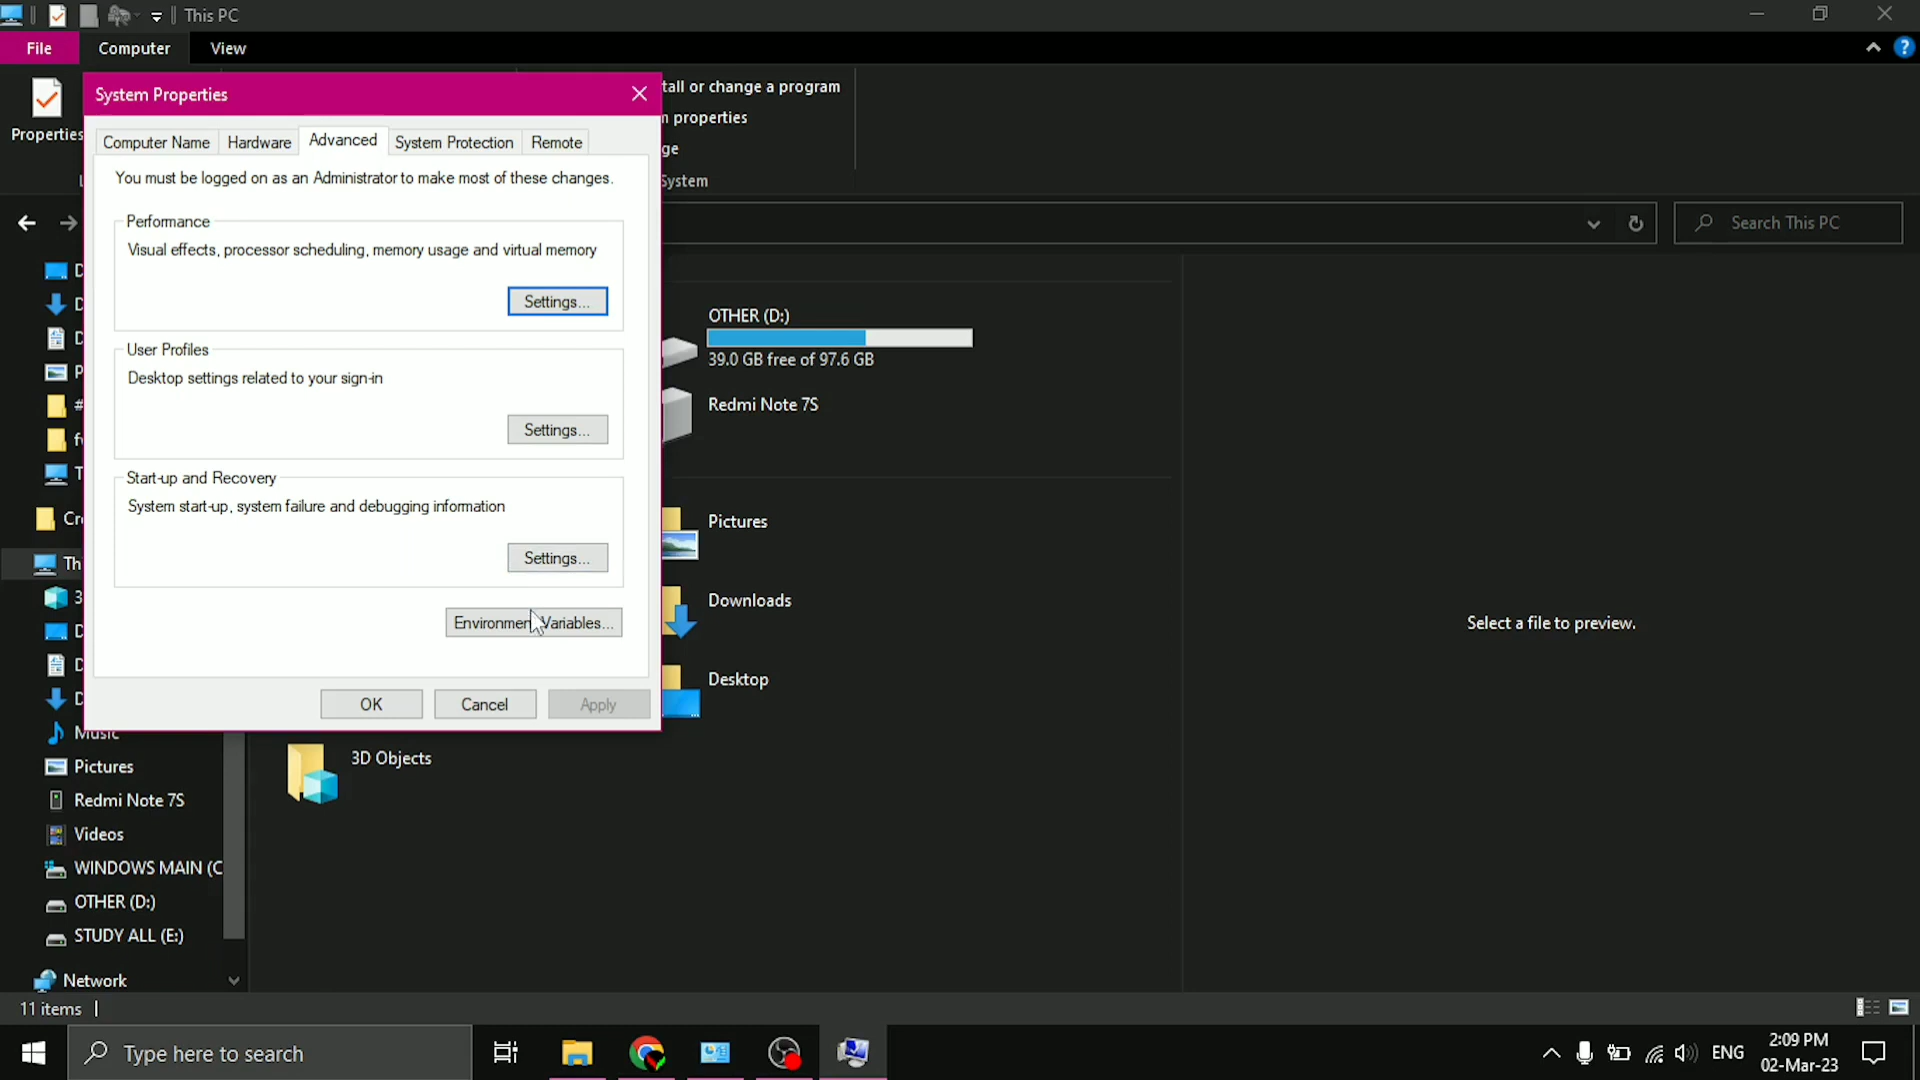 This PC
File
Computer
View
Properties
tall or change a program
properties
ge
System
System Properties
Computer Name
Hardware
Advanced
System Protection
Remote
You must be logged on as an Administrator to make most of these changes.
Performance
Visual effects, processor scheduling, memory usage and virtual memory
Settings...
User Profiles
Desktop settings related to your sign-in
Settings...
Start-up and Recovery
System start-up, system failure and debugging information
Settings...
Environment Variables...
OK
Cancel
Apply
Search This PC
OTHER (D:)
39.0 GB free of 97.6 GB
Redmi Note 7S
Pictures
Downloads
Desktop
3D Objects
Select a file to preview.
D
D
D
P
#
f
T
Cr
Th
3
D
D
D
Music
Pictures
Redmi Note 7S
Videos
WINDOWS MAIN (C
OTHER (D:)
STUDY ALL (E:)
Network
11 items
Type here to search
ENG
2:09 PM
02-Mar-23